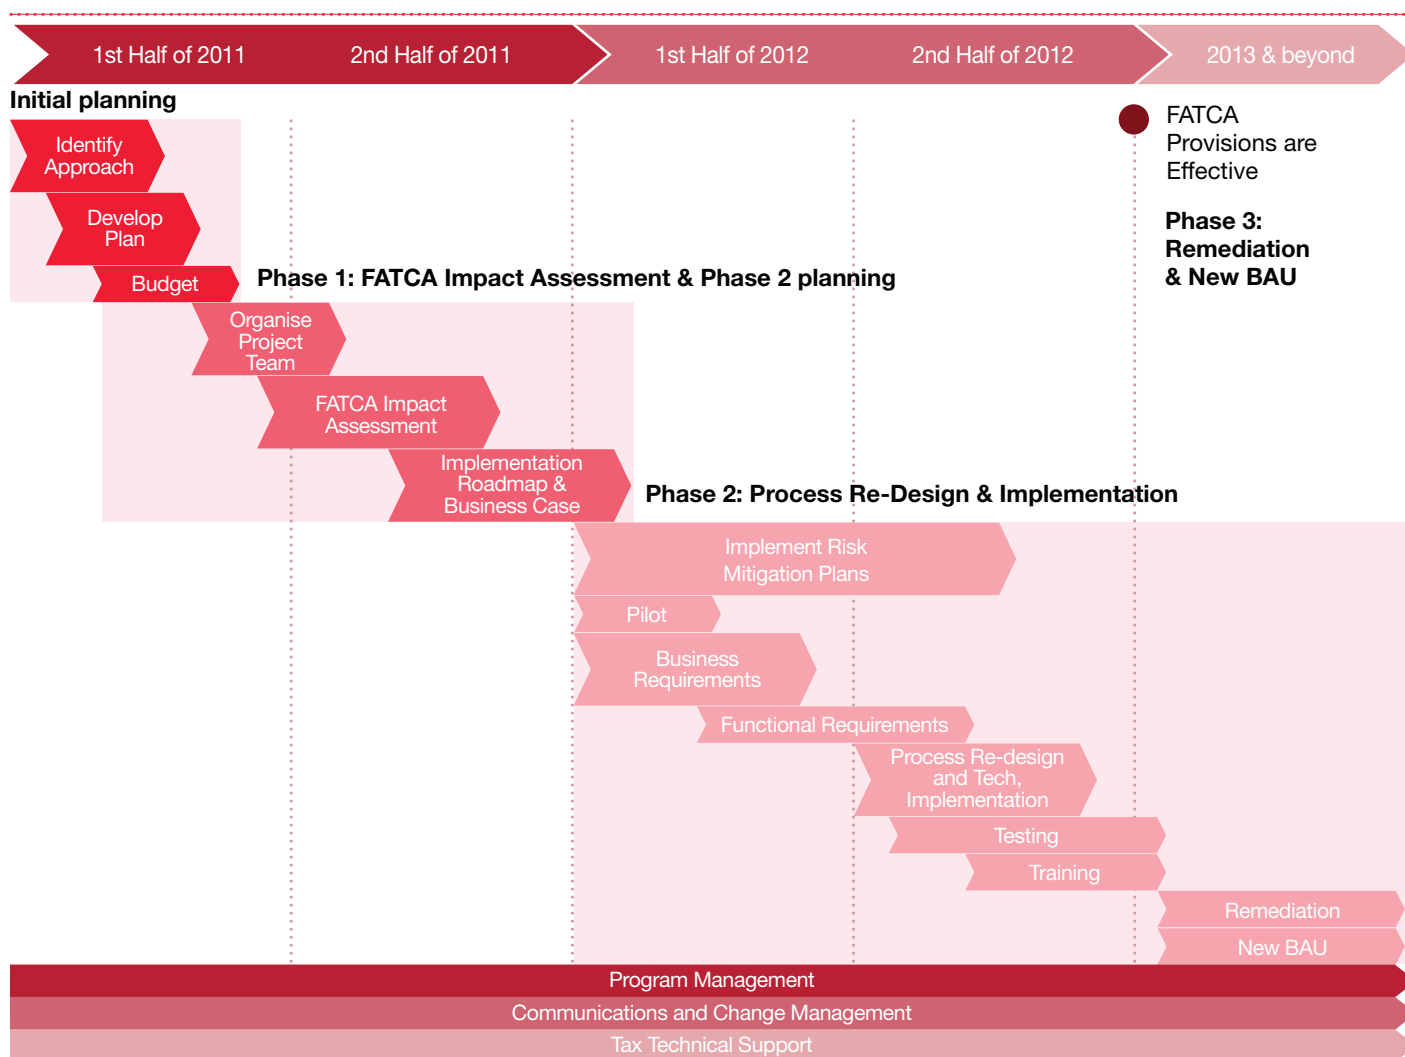 1st Half of 2011
2nd Half of 2011
1st Half of 2012
2nd Half of 2012
2013 & beyond
Initial planning
FATCA
Provisions are
Effective
Identify
Approach
Develop
Plan
Phase 3:
Remediation
& New BAU
Budget
Phase 1: FATCA Impact Assessment & Phase 2 planning
Organise
Project
Team
FATCA Impact
Assessment
Implementation
Roadmap &
Business Case
Phase 2: Process Re-Design & Implementation
Implement Risk
Mitigation Plans
Pilot
Business
Requirements
Functional Requirements
Process Re-design
and Tech,
Implementation
Testing
Training
Remediation
New BAU
Program Management
Communications and Change Management
Tax Technical Support